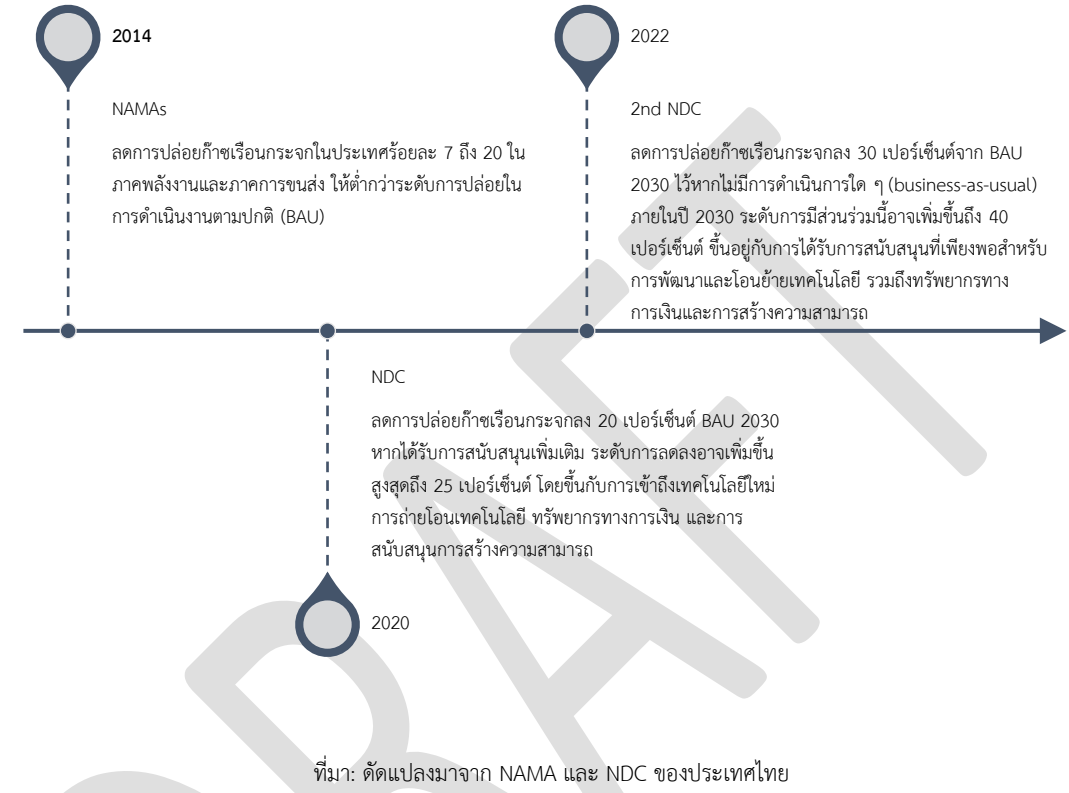 2014
NAMAs
ลดการปล่อยก๊าซเรือนกระจกในประเทศร้อยละ 7 ถึง 20 ใน
ภาคพลังงานและภาคการขนส่ง ให้ต่ำกว่าระดับการปล่อยใน
การดำเนินงานตามปกติ (BAU)
2022
2nd NDC
ลดการปล่อยก๊าซเรือนกระจกลง 30 เปอร์เซ็นต์จาก BAU
2030 ไว้หากไม่มีการดำเนินการใด ๆ (business-as-usual)
ภายในปี 2030 ระดับการมีส่วนร่วมนี้อาจเพิ่มขึ้นถึง 40
เปอร์เซ็นต์ ขึ้นอยู่กับการได้รับการสนับสนุนที่เพียงพอสำหรับ
การพัฒนาและโอนย้ายเทคโนโลยี รวมถึงทรัพยากรทาง
การเงินและการสร้างความสามารถ
NDC
ลดการปล่อยก๊าซเรือนกระจกลง 20 เปอร์เซ็นต์ BAU 2030
หากได้รับการสนับสนุนเพิ่มเติม ระดับการลดลงอาจเพิ่มขึ้น
สูงสุดถึง 25 เปอร์เซ็นต์ โดยขึ้นกับการเข้าถึงเทคโนโลยีใหม่
การถ่ายโอนเทคโนโลยี ทรัพยากรทางการเงิน และการ
สนับสนุนการสร้างความสามารถ
2020
ที่มา: ดัดแปลงมาจาก NAMA และ NDC ของประเทศไทย
DRAFT